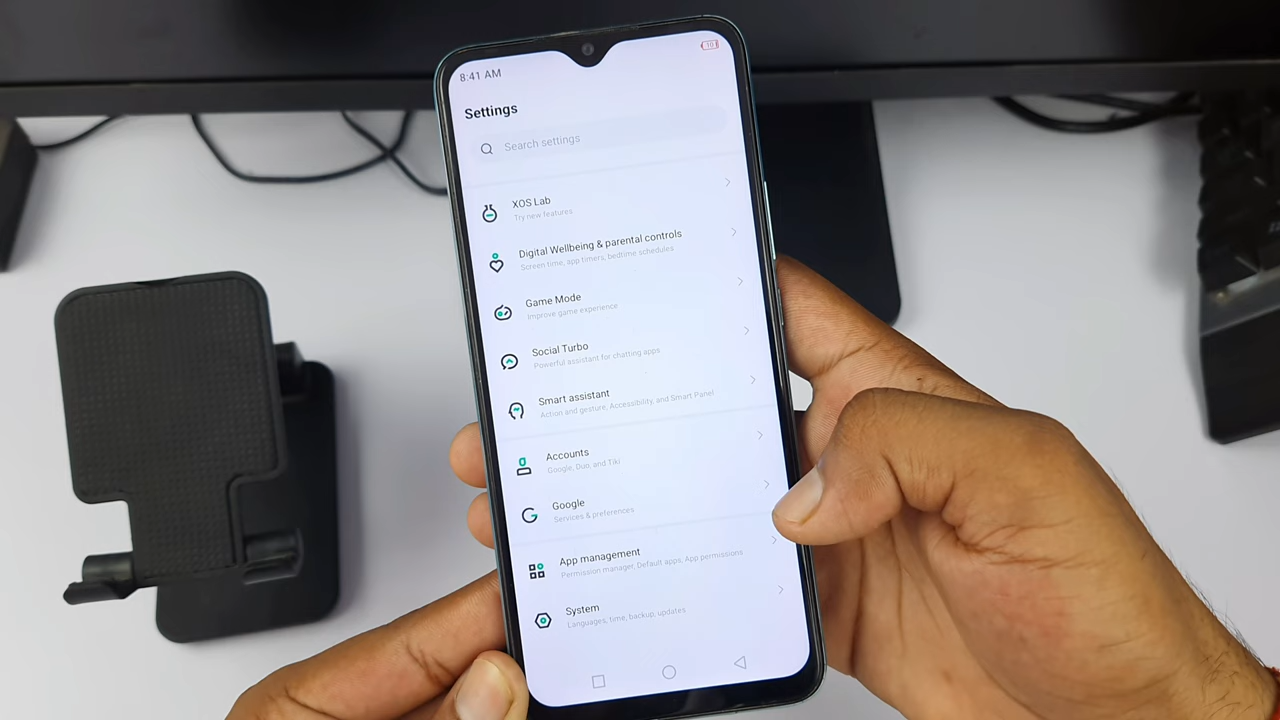 8:41 AM
10
Settings
Search settings
XOS Lab
Try new features
Digital Wellbeing & parental controls
Screen time, app timers, bedtime schedules
Game Mode
Improve game experience
Social Turbo
Powerful assistant for chatting apps
Smart assistant
Action and gesture, Accessibility, and Smart Panel
Accounts
Google, Duo, and Tiki
Google
Services & preferences
App management
Permission manager, Default apps, App permissions
System
Languages, time, backup, updates